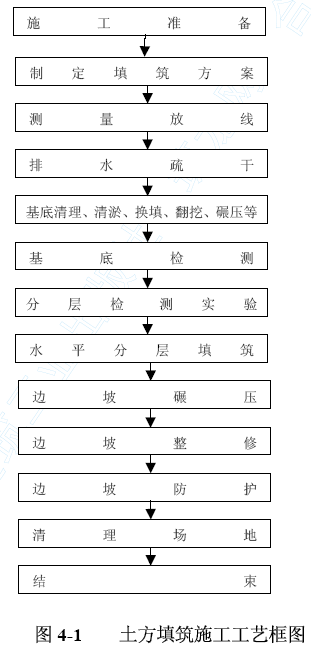 施工准备
制定填筑方案
测量放线
排水疏干
基底清理、清淤、换填、翻挖、碾压等
基底检测
分层检测实验
水平分层填筑
边坡碾压
边坡整修
边坡防护
清理场地
结束
图 4-1 土方填筑施工工艺框图